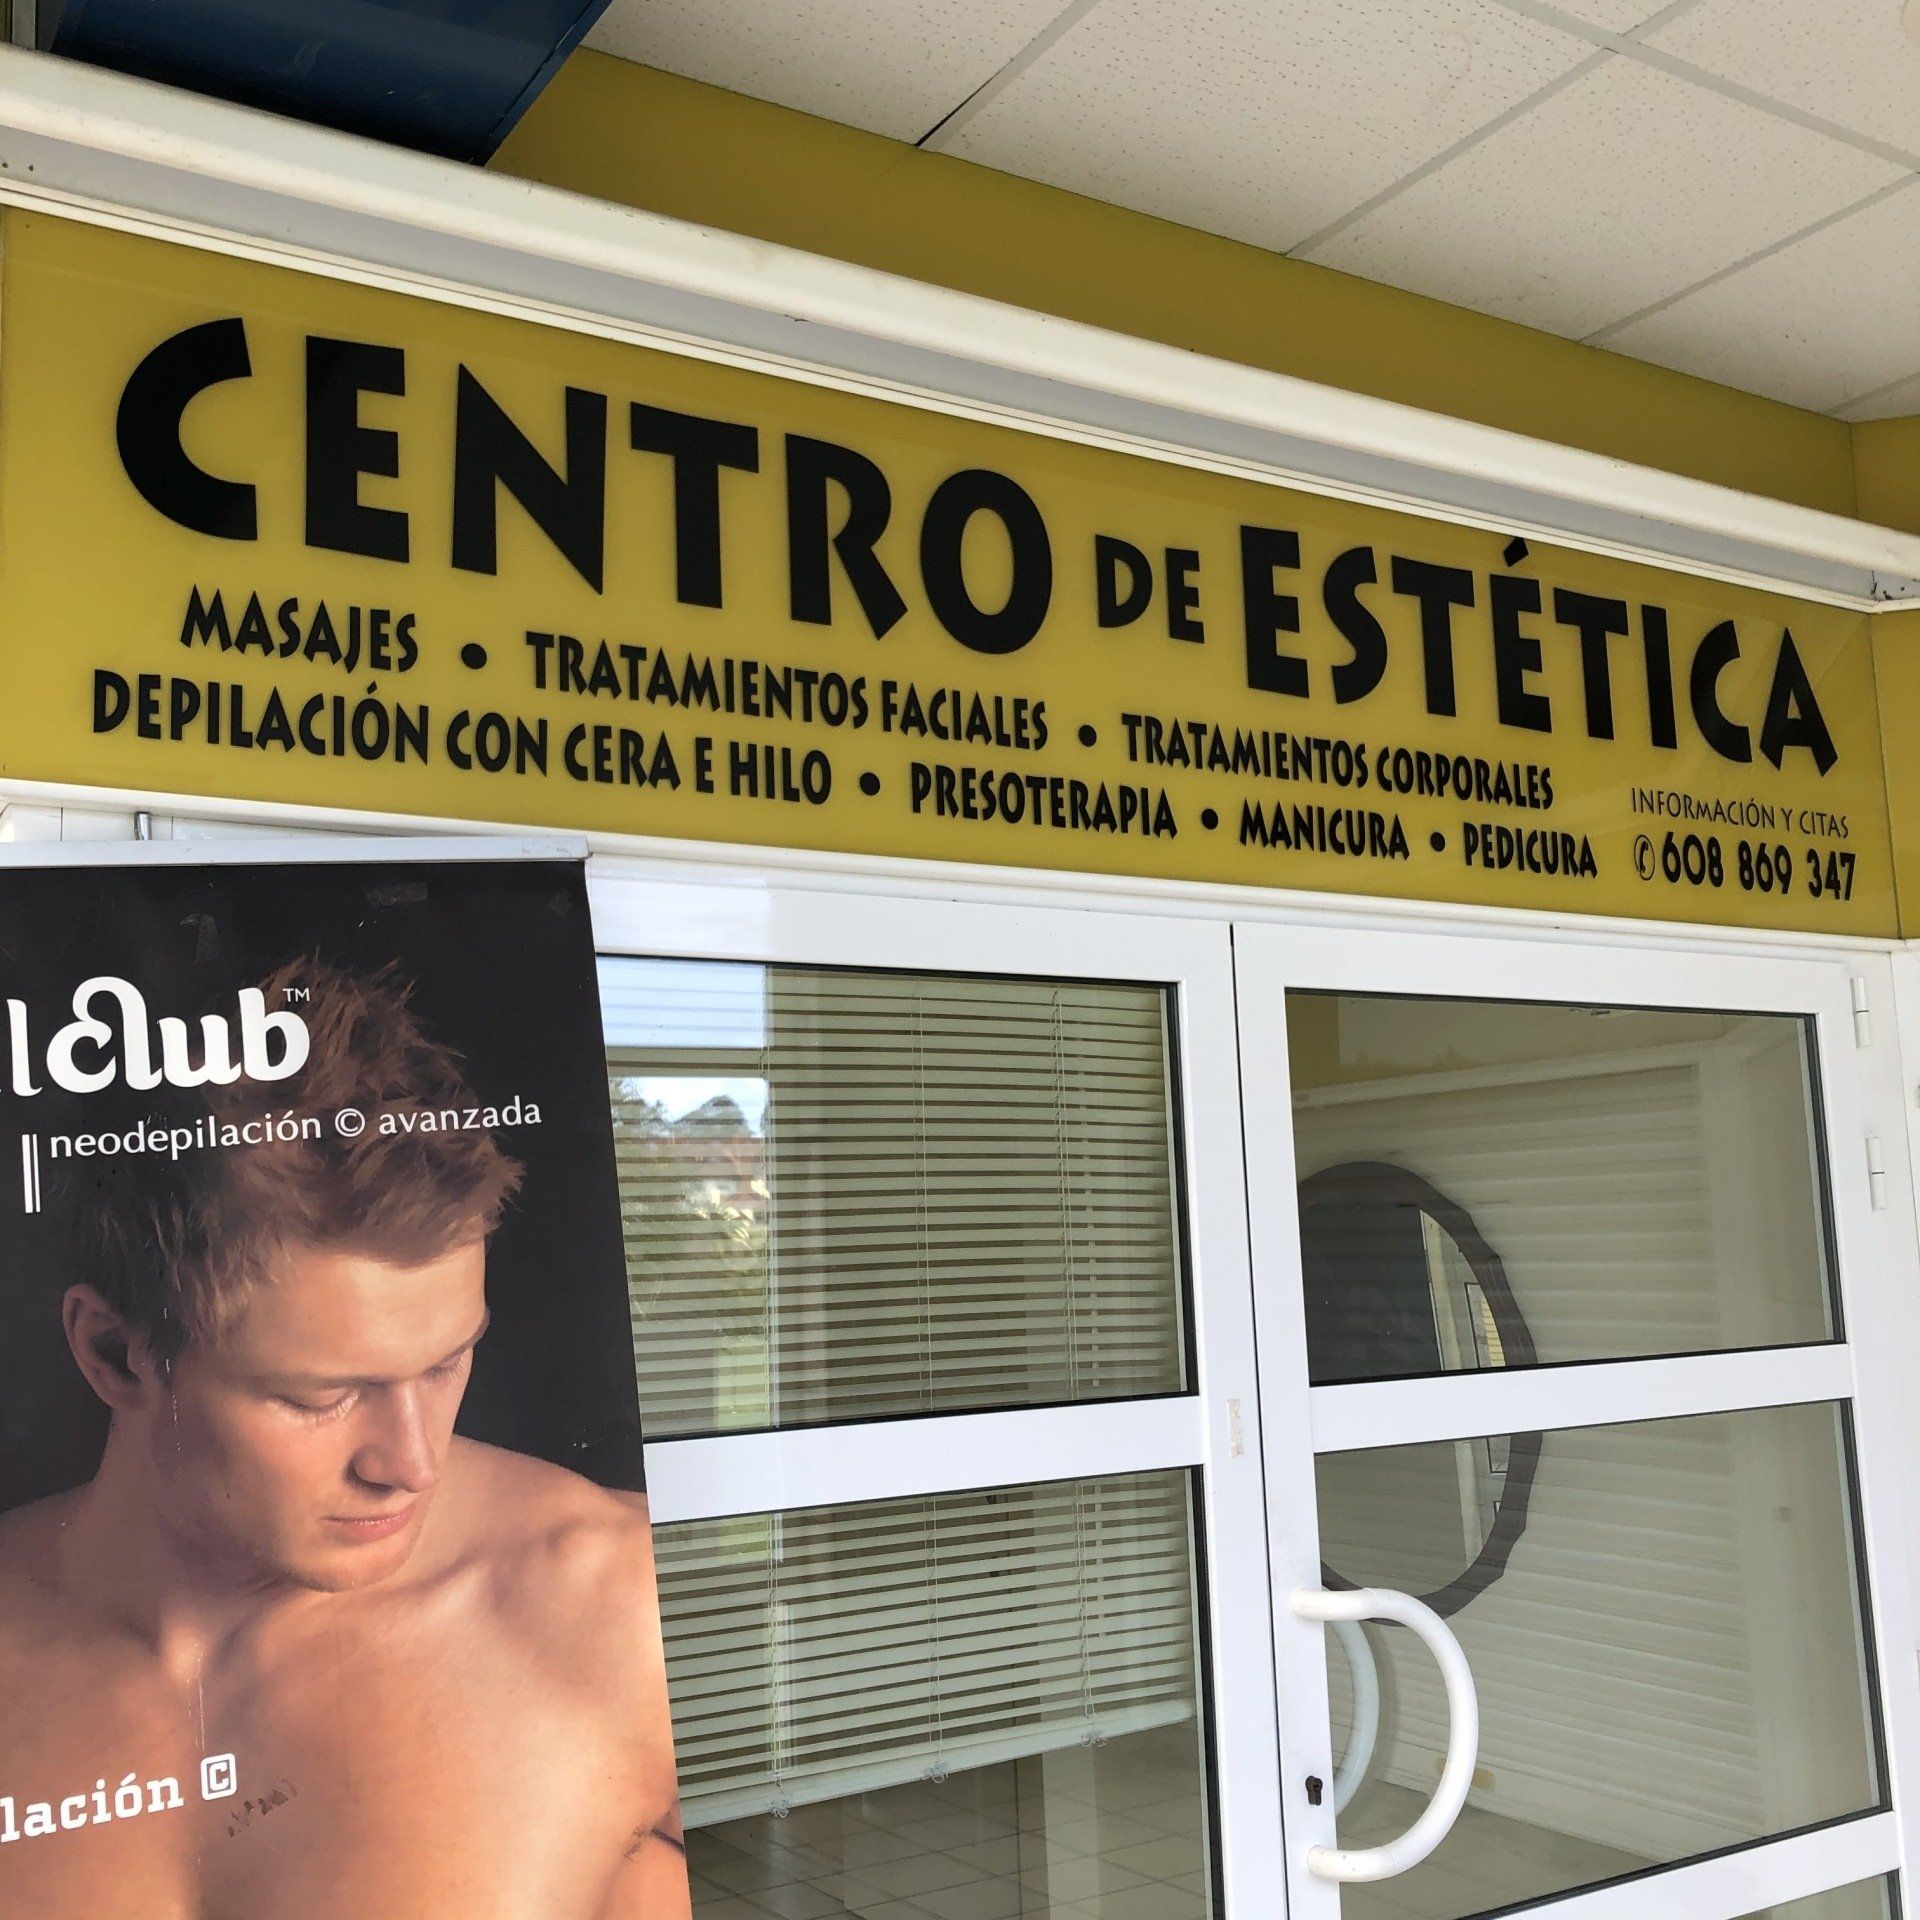 CENTRO DE ESTÉTICA
MASAJES • TRATAMIENTOS FACIALES • TRATAMIENTOS CORPORALES
DEPILACIÓN CON CERA E HILO • PRESOTERAPIA • MANICURA • PEDICURA
INFORMACIÓN Y CITAS
✆ 608 869 347
lclub™
neodepilación © avanzada
lación ©